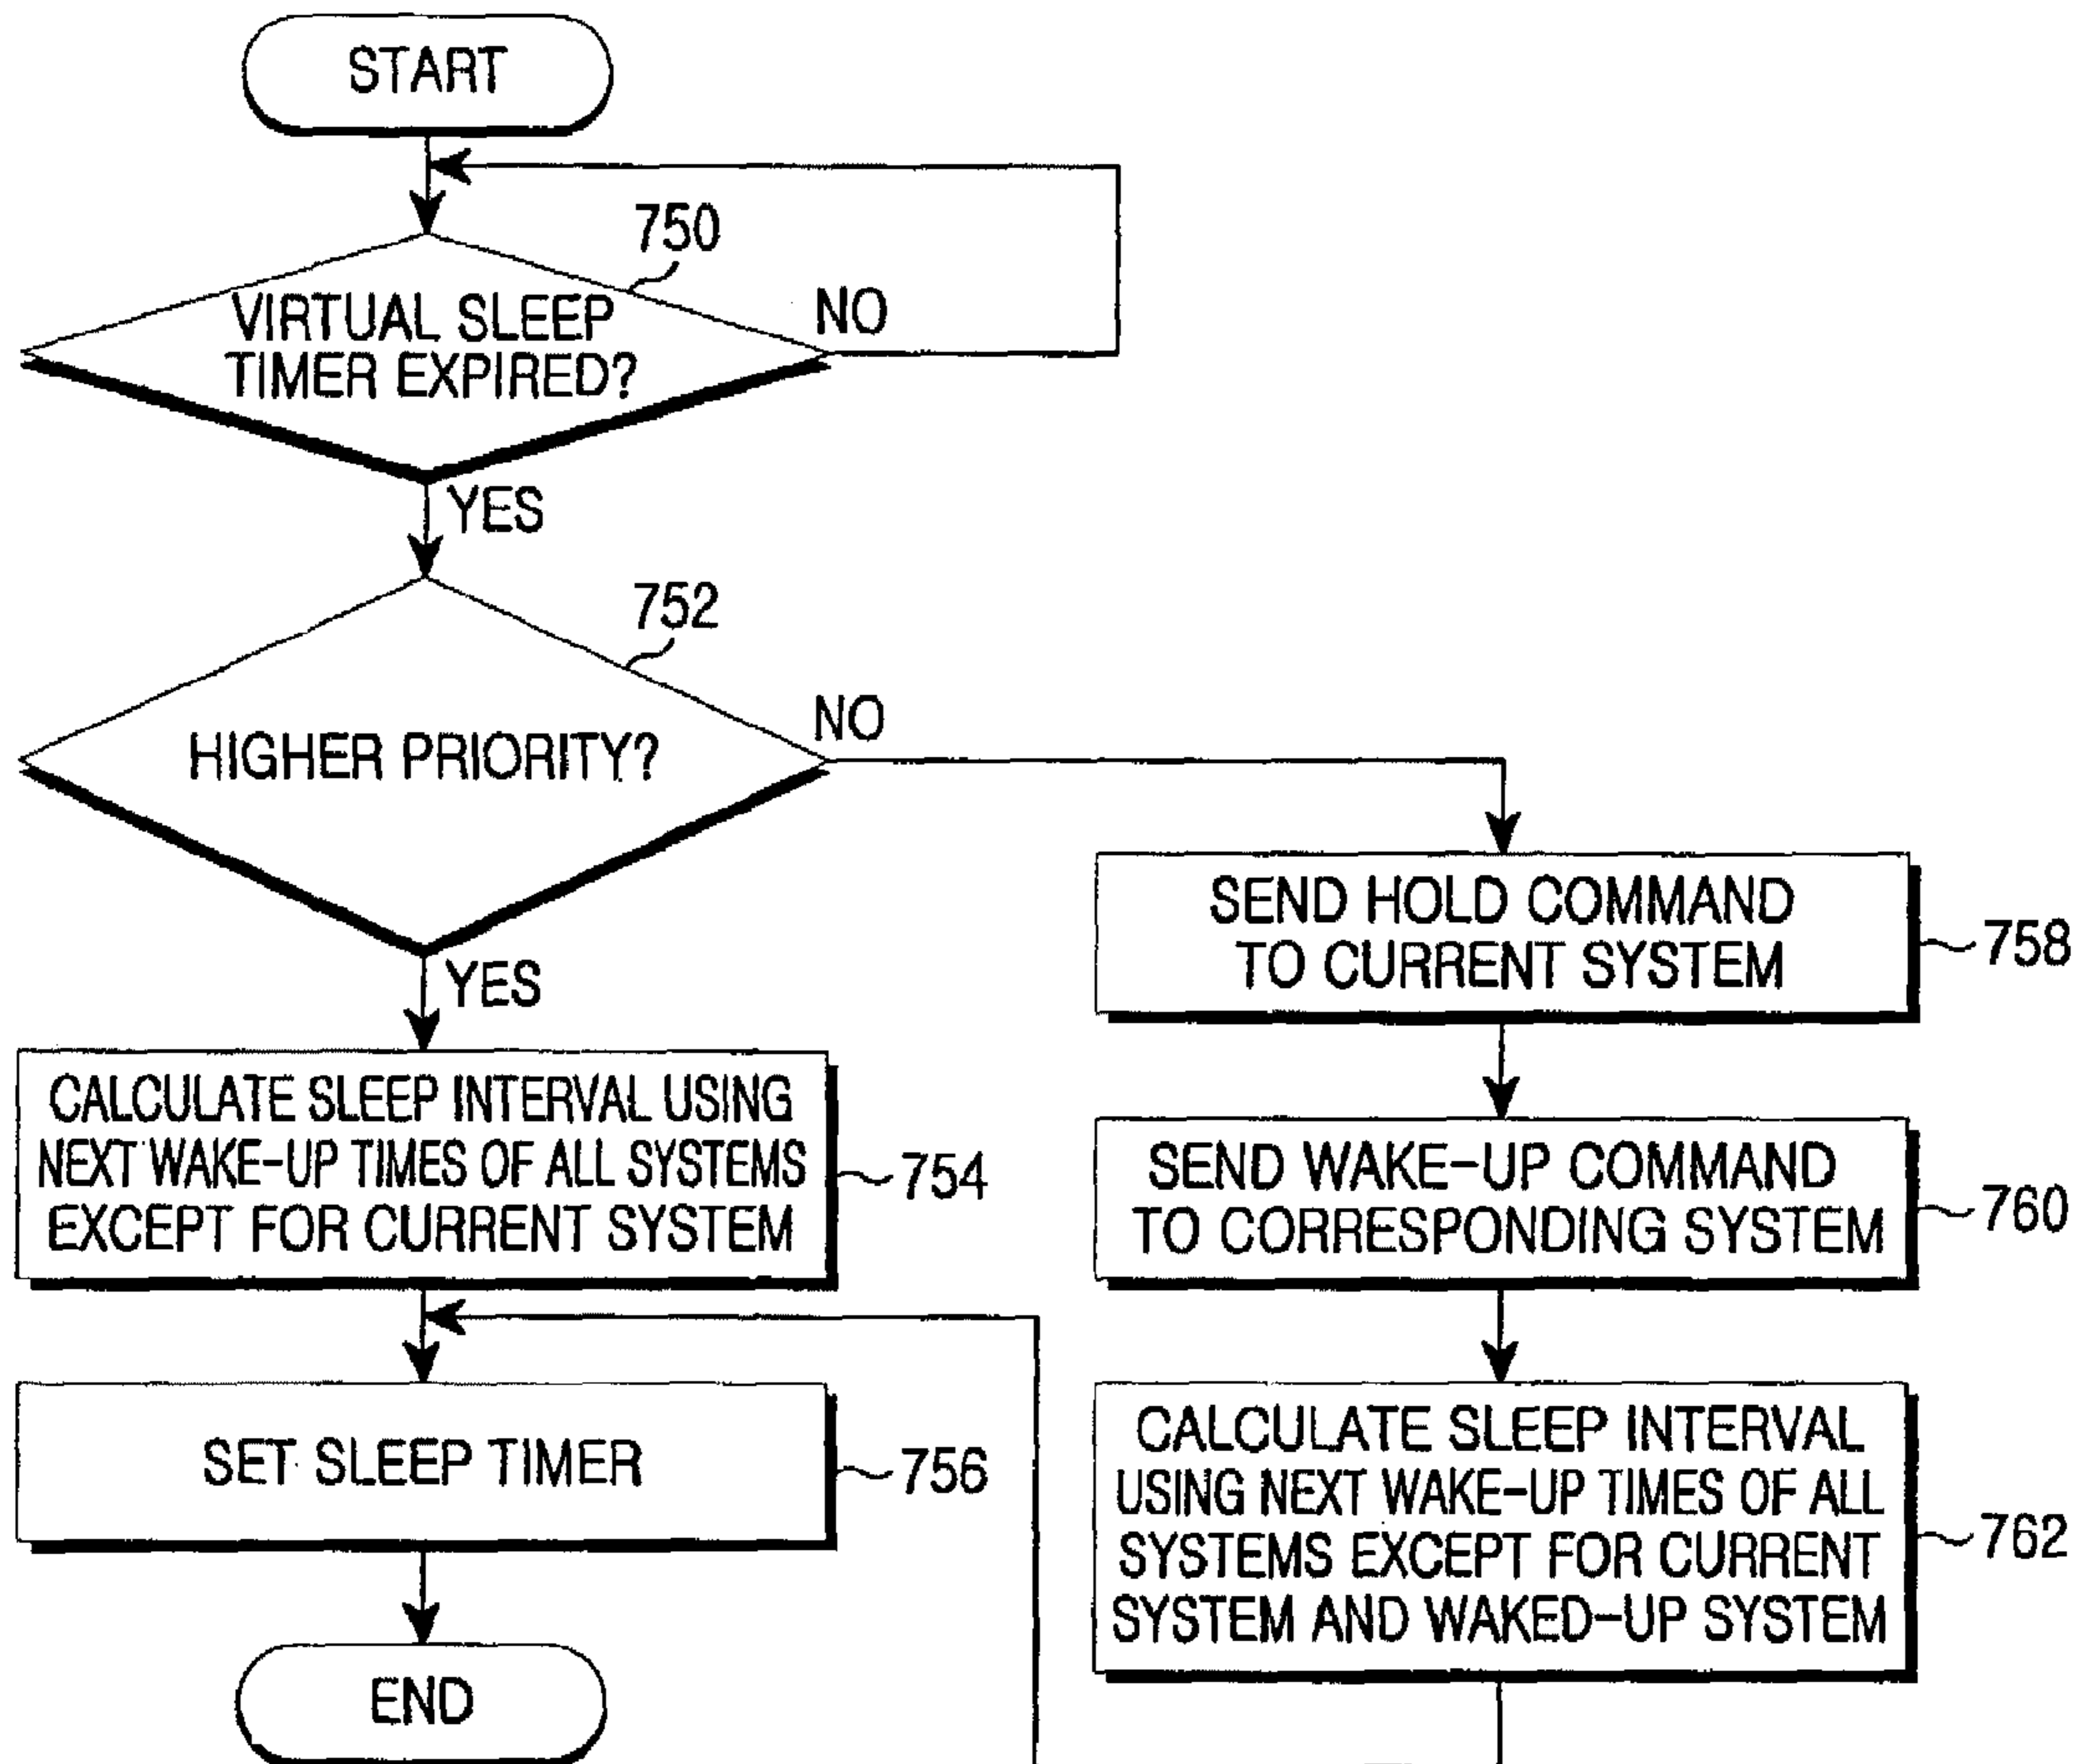 START
750
VIRTUAL SLEEP
TIMER EXPIRED?
NO
YES
752
HIGHER PRIORITY?
NO
YES
CALCULATE SLEEP INTERVAL USING
NEXT WAKE-UP TIMES OF ALL SYSTEMS
EXCEPT FOR CURRENT SYSTEM
754
SET SLEEP TIMER
756
END
SEND HOLD COMMAND
TO CURRENT SYSTEM
758
SEND WAKE-UP COMMAND
TO CORRESPONDING SYSTEM
760
CALCULATE SLEEP INTERVAL
USING NEXT WAKE-UP TIMES OF ALL
SYSTEMS EXCEPT FOR CURRENT
SYSTEM AND WAKED-UP SYSTEM
762